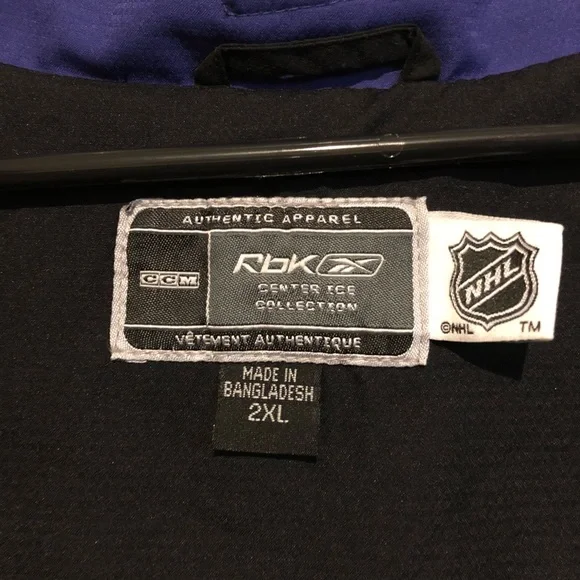 AUTHENTIC APPAREL
CCM
RbK
CENTER ICE
COLLECTION
VÊTEMENT AUTHENTIQUE
NHL
©NHL TM
MADE IN
BANGLADESH
2XL